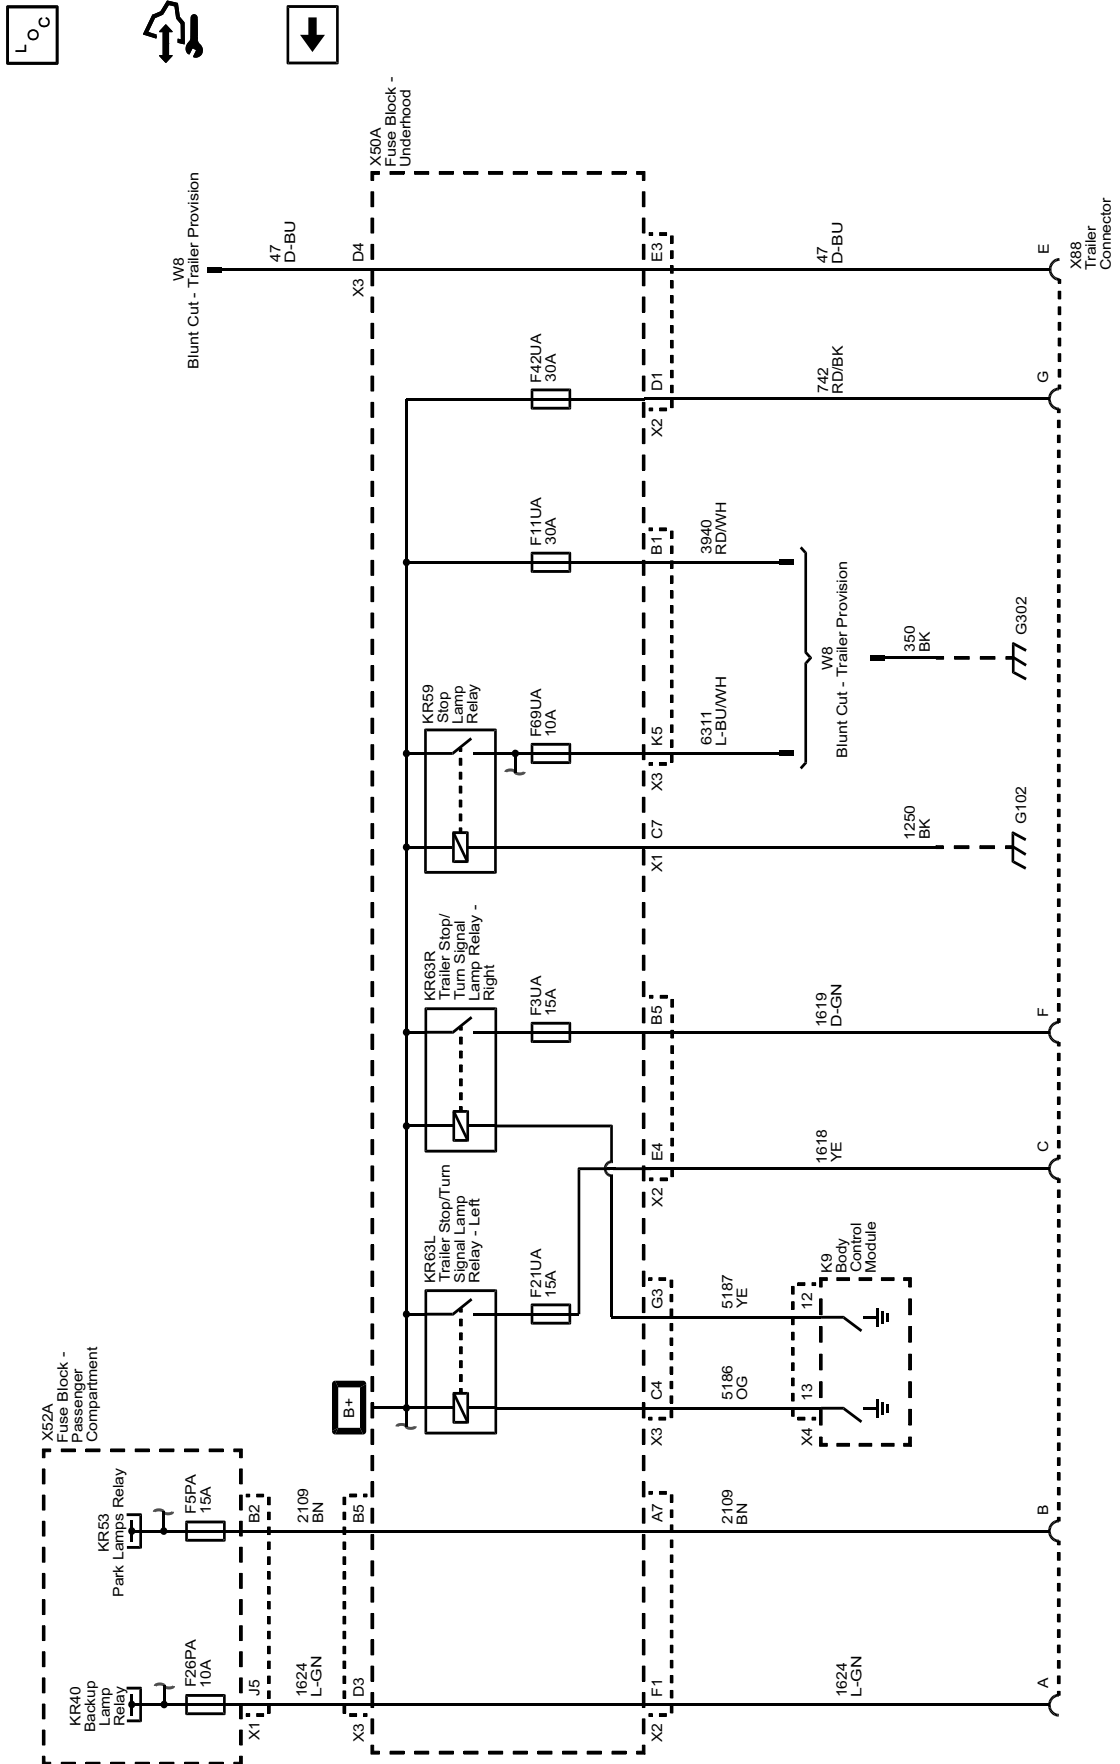 LOC
X52A
Fuse Block -
Passenger
Compartment
KR40
Backup
Lamp
Relay
F26PA
10A
X1
J5
1624
L-GN
X3
D3
X2
F1
1624
L-GN
A
KR53
Park Lamps Relay
F5PA
15A
B2
2109
BN
B5
A7
2109
BN
B
B+
X50A
Fuse Block -
Underhood
KR63L
Trailer Stop/Turn
Signal Lamp
Relay - Left
F21UA
15A
X3
C4
G3
5186
OG
5187
YE
X4
13
12
K9
Body
Control
Module
KR63R
Trailer Stop/
Turn Signal
Lamp Relay -
Right
F3UA
15A
X2
E4
B5
1618
YE
C
1619
D-GN
F
KR59
Stop
Lamp
Relay
F69UA
10A
X1
C7
1250
BK
G102
X3
K5
6311
L-BU/WH
F11UA
30A
B1
3940
RD/WH
W8
Blunt Cut - Trailer Provision
350
BK
G302
F42UA
30A
X2
D1
742
RD/BK
G
W8
Blunt Cut - Trailer Provision
47
D-BU
X3
D4
E3
47
D-BU
E
X88
Trailer
Connector